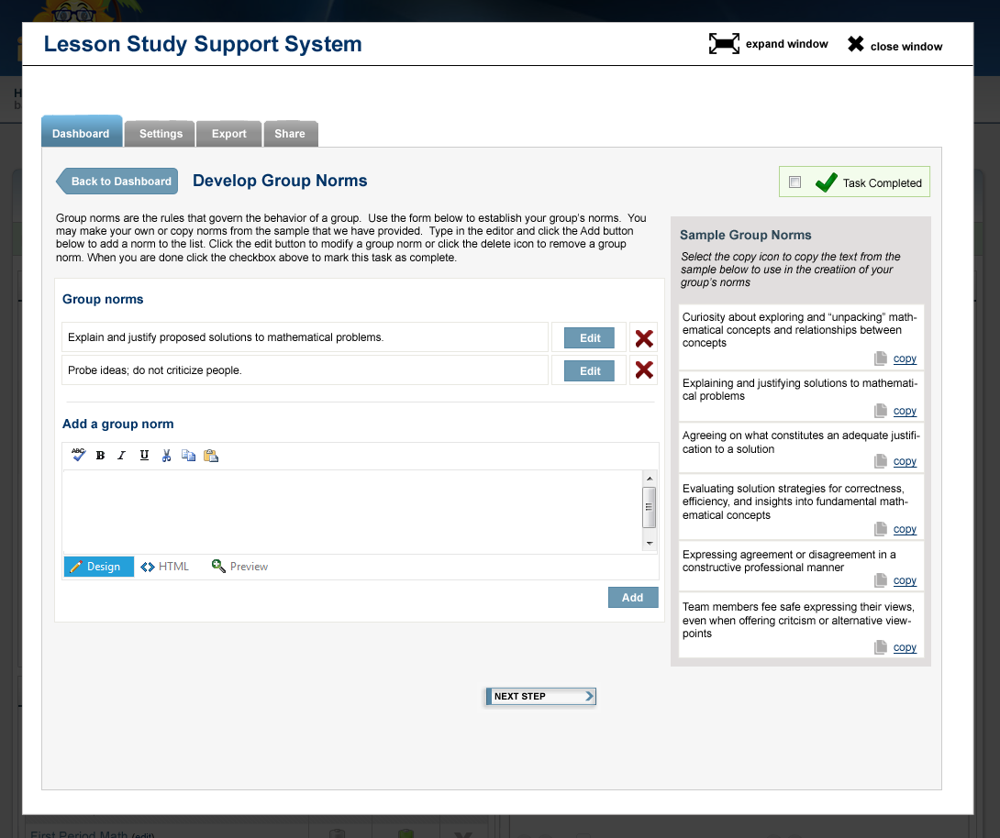 Lesson Study Support System
expand window
close window
Dashboard
Settings
Export
Share
Back to Dashboard
Develop Group Norms
Task Completed
Group norms are the rules that govern the behavior of a group. Use the form below to establish your group's norms. You
may make your own or copy norms from the sample that we have provided. Type in the editor and click the Add button
below to add a norm to the list. Click the edit button to modify a group norm or click the delete icon to remove a group
norm. When you are done click the checkbox above to mark this task as complete.
Group norms
Explain and justify proposed solutions to mathematical problems.
Edit
Probe ideas; do not criticize people.
Edit
Add a group norm
ABC
B
I
U
Design
HTML
Preview
Add
Sample Group Norms
Select the copy icon to copy the text from the
sample below to use in the creatiion of your
group's norms
Curiosity about exploring and “unpacking” math-
ematical concepts and relationships between
concepts
copy
Explaining and justifying solutions to mathemati-
cal problems
copy
Agreeing on what constitutes an adequate justifi-
cation to a solution
copy
Evaluating solution strategies for correctness,
efficiency, and insights into fundamental math-
ematical concepts
copy
Expressing agreement or disagreement in a
constructive professional manner
copy
Team members fee safe expressing their views,
even when offering critcism or alternative view-
points
copy
NEXT STEP
First Period Math (edit)